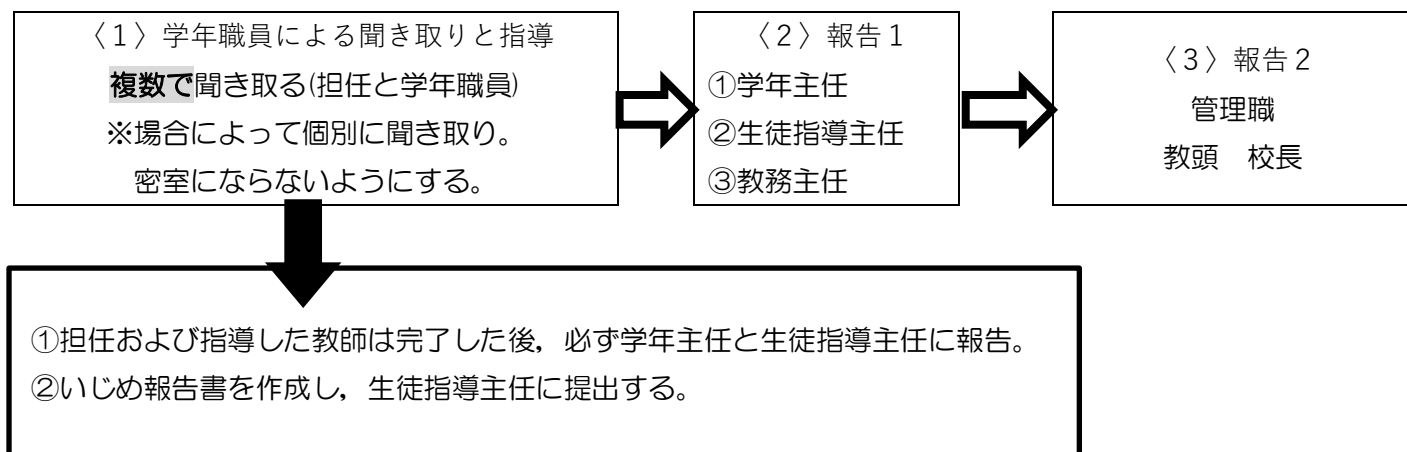 〈1〉学年職員による聞き取りと指導
複数で聞き取る(担任と学年職員)
※場合によって個別に聞き取り。
密室にならないようにする。
〈2〉報告1
①学年主任
②生徒指導主任
③教務主任
〈3〉報告2
管理職
教頭　校長
①担任および指導した教師は完了した後，必ず学年主任と生徒指導主任に報告。
②いじめ報告書を作成し，生徒指導主任に提出する。